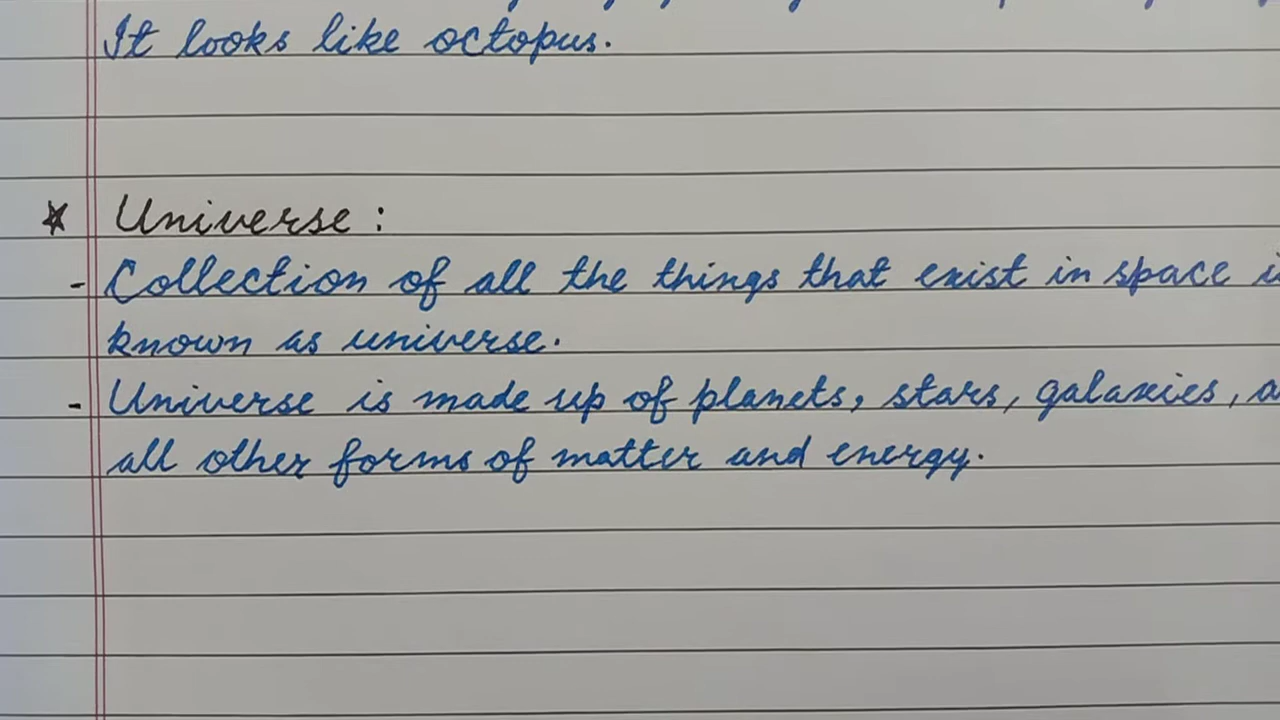 It looks like octopus.
* Universe :
- Collection of all the things that exist in space
known as universe.
- Universe is made up of planets, stars, galaxies,
all other forms of matter and energy.